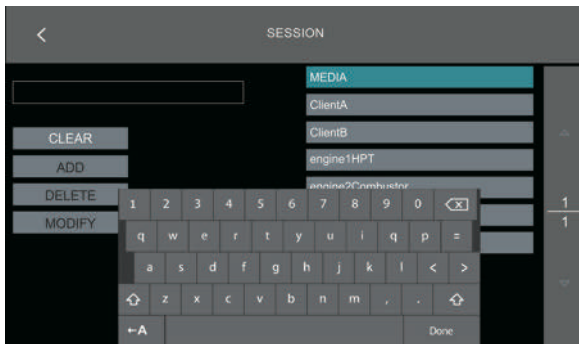 SESSION
MEDIA
ClientA
CLEAR
ClientB
ADD
engine1HPT
DELETE
engine2Combustor
MODIFY
1
1
1 2 3 4 5 6 7 8 9 0
q w e r t y u i q p =
a s d f g h j k l < >
z x c v b n m , .
←A
Done